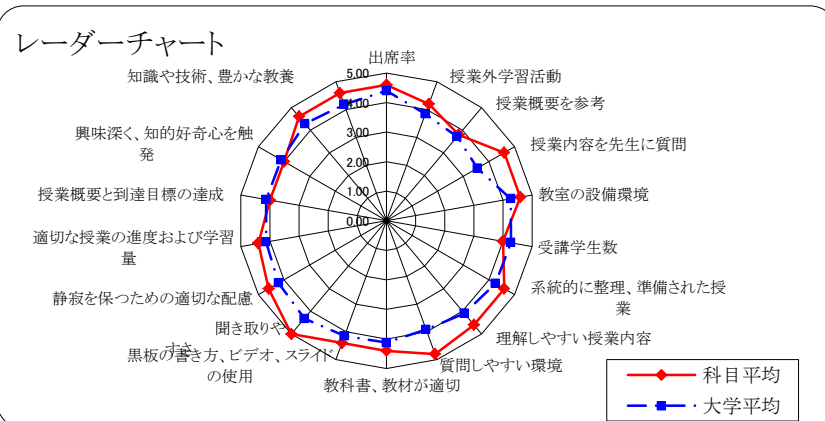 レーダーチャート
出席率
授業外学習活動
授業概要を参考
授業内容を先生に質問
教室の設備環境
受講学生数
系統的に整理、準備された授
業
理解しやすい授業内容
質問しやすい環境
教科書、教材が適切
黒板の書き方、ビデオ、スライド
の使用
聞き取りや
すさ
静寂を保つための適切な配慮
適切な授業の進度および学習
量
授業概要と到達目標の達成
興味深く、知的好奇心を触
発
知識や技術、豊かな教養
5.00
4.00
3.00
2.00
1.00
0.00
科目平均
大学平均